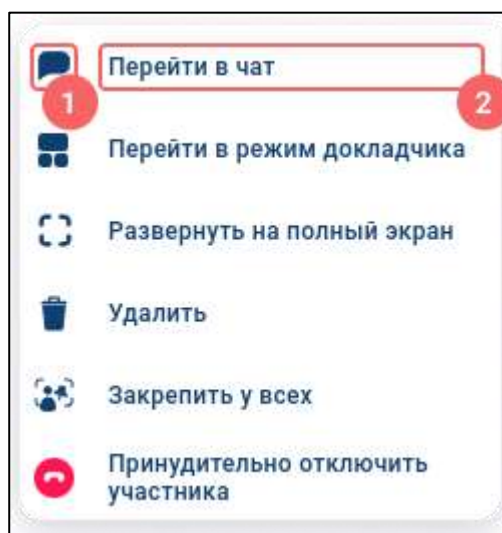 Перейти в чат
1
2
Перейти в режим докладчика
Развернуть на полный экран
Удалить
Закрепить у всех
Принудительно отключить
участника